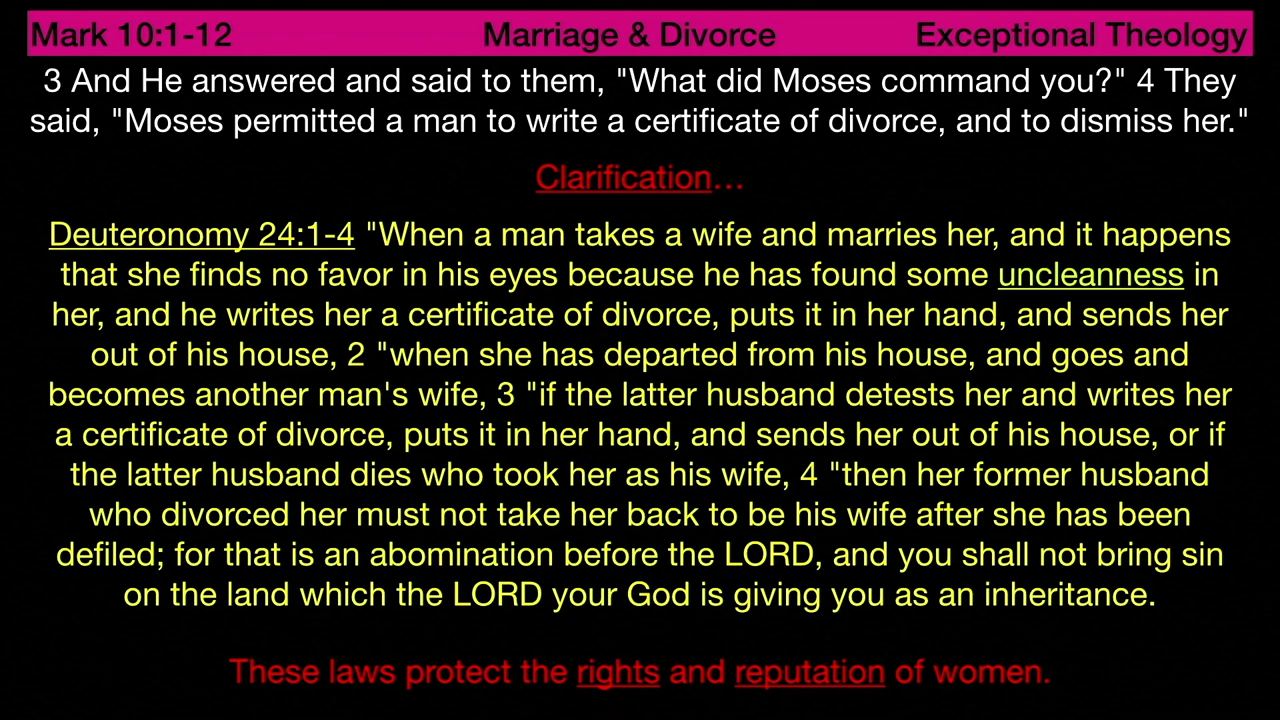 Mark 10:1-12 Marriage & Divorce Exceptional Theology
3 And He answered and said to them, "What did Moses command you?" 4 They
said, "Moses permitted a man to write a certificate of divorce, and to dismiss her."
Clarification…
Deuteronomy 24:1-4 "When a man takes a wife and marries her, and it happens
that she finds no favor in his eyes because he has found some uncleanness in
her, and he writes her a certificate of divorce, puts it in her hand, and sends her
out of his house, 2 "when she has departed from his house, and goes and
becomes another man's wife, 3 "if the latter husband detests her and writes her
a certificate of divorce, puts it in her hand, and sends her out of his house, or if
the latter husband dies who took her as his wife, 4 "then her former husband
who divorced her must not take her back to be his wife after she has been
defiled; for that is an abomination before the LORD, and you shall not bring sin
on the land which the LORD your God is giving you as an inheritance.
These laws protect the rights and reputation of women.